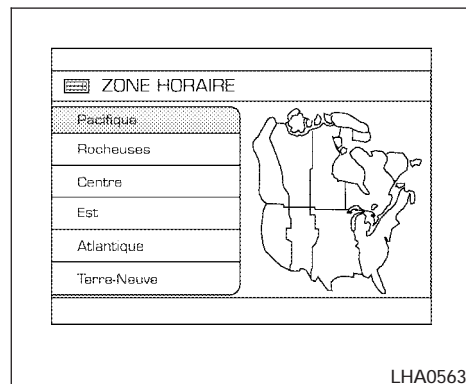 ZONE HORAIRE
Pacifique
Rocheuses
Centre
Est
Atlantique
Terre-Neuve
LHA0563